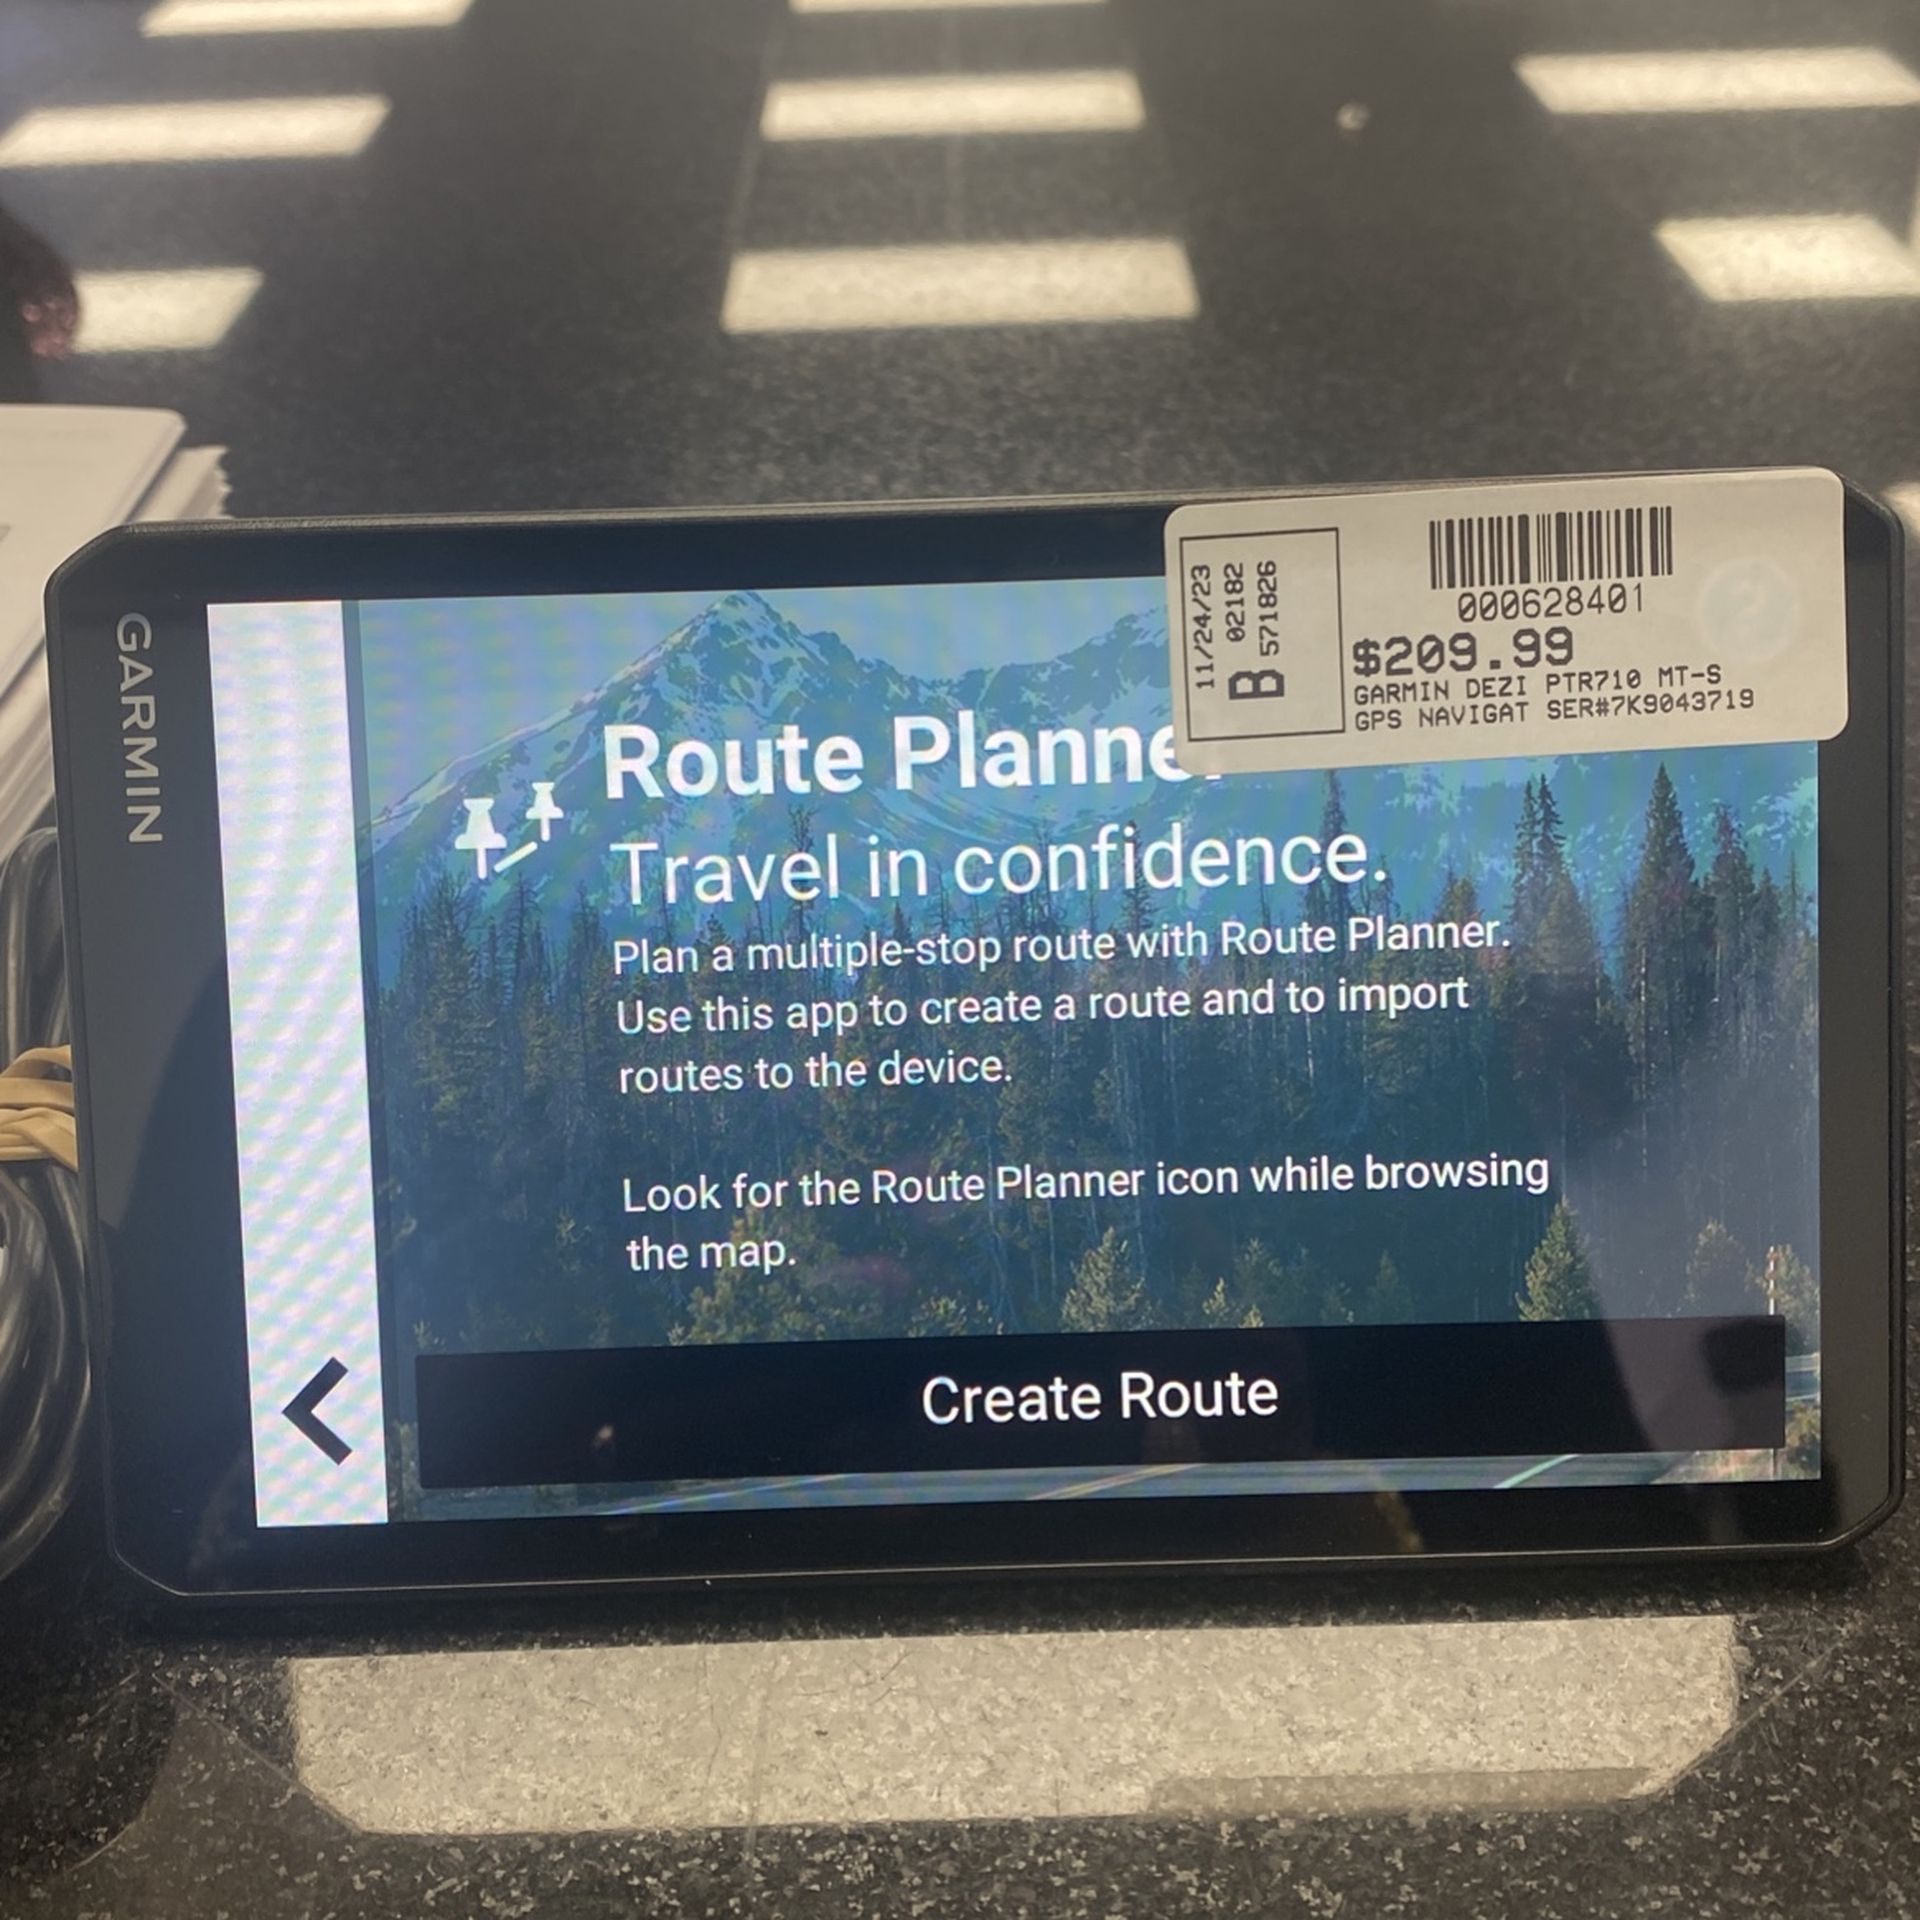 GARMIN
11/24/23
B 02182
571826
000628401
$209.99
GARMIN DEZI PTR710 MT-S
GPS NAVIGAT SER#7K9043719
Route Planner
Travel in confidence.
Plan a multiple-stop route with Route Planner.
Use this app to create a route and to import
routes to the device.
Look for the Route Planner icon while browsing
the map.
Create Route